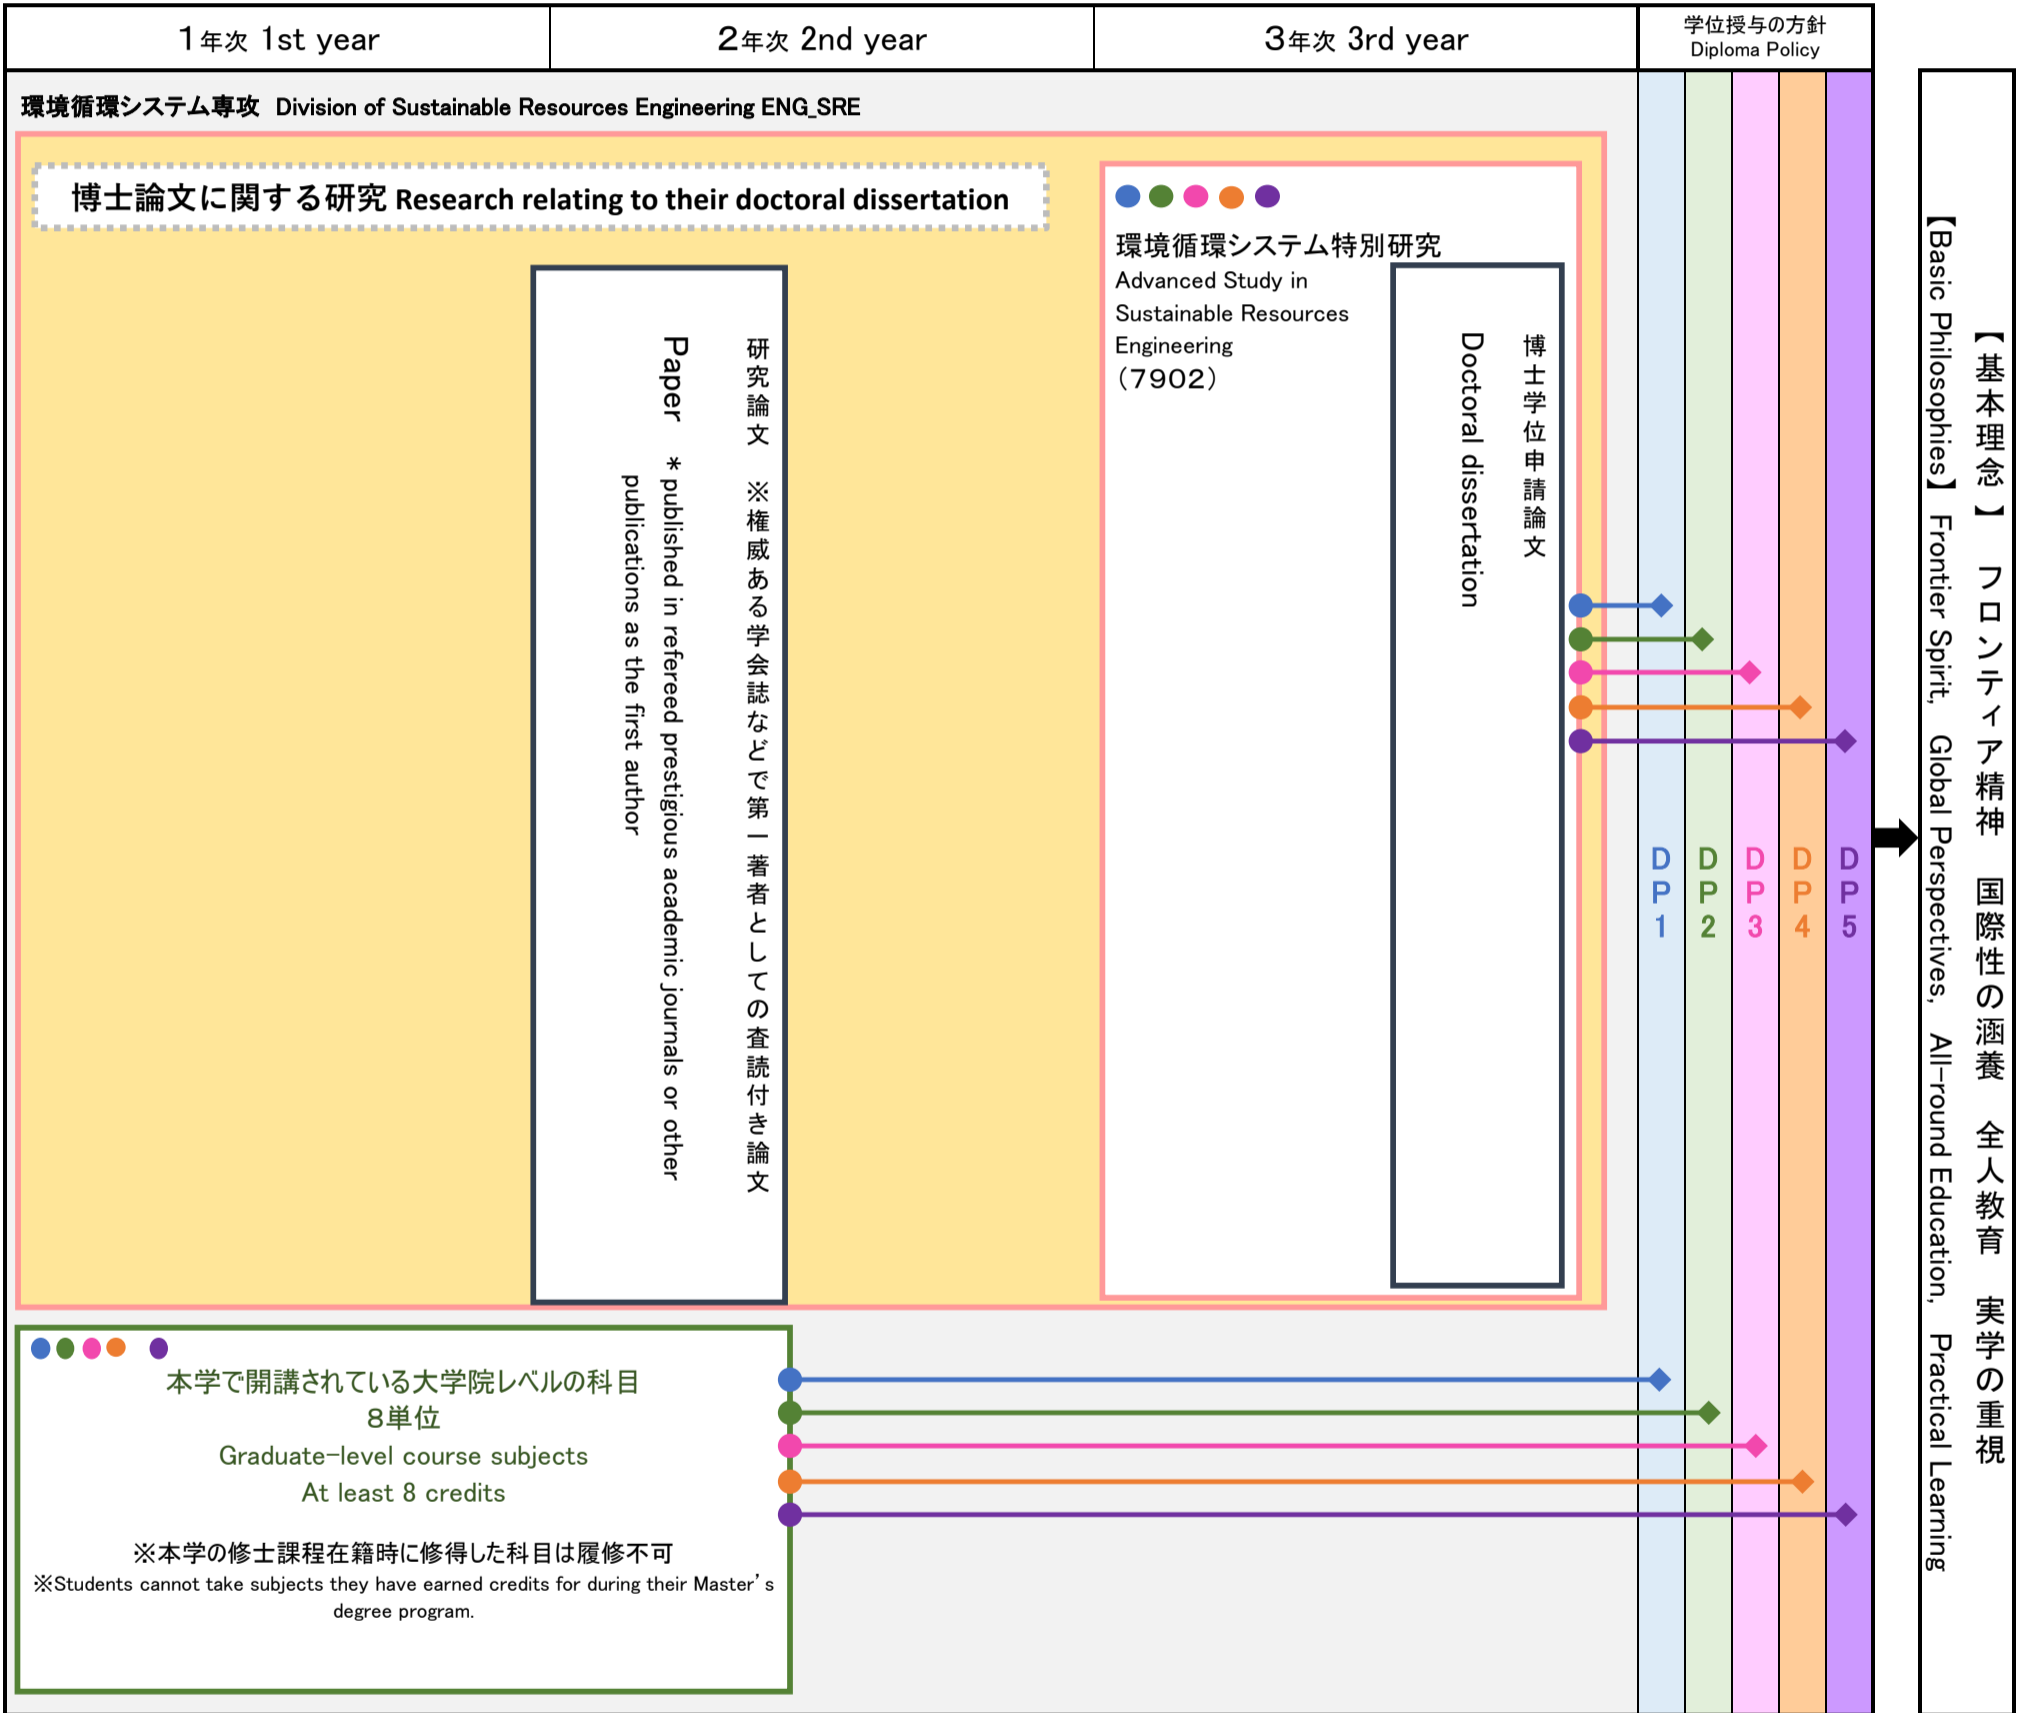 1年次 1st year
2年次 2nd year
3年次 3rd year
学位授与の方針
Diploma Policy
環境循環システム専攻 Division of Sustainable Resources Engineering ENG_SRE
博士論文に関する研究 Research relating to their doctoral dissertation
研究論文 ※権威ある学会誌などで第一著者としての査読付き論文
Paper *published in refereed prestigious academic journals or other
publications as the first author
環境循環システム特別研究
Advanced Study in
Sustainable Resources
Engineering
(7902)
博士学位申請論文
Doctoral dissertation
DP1
DP2
DP3
DP4
DP5
【基本理念】 フロンティア精神 国際性の涵養 全人教育 実学の重視
【Basic Philosophies】 Frontier Spirit, Global Perspectives, All-round Education, Practical Learning
本学で開講されている大学院レベルの科目
8単位
Graduate-level course subjects
At least 8 credits
※本学の修士課程在籍時に修得した科目は履修不可
※Students cannot take subjects they have earned credits for during their Master's
degree program.